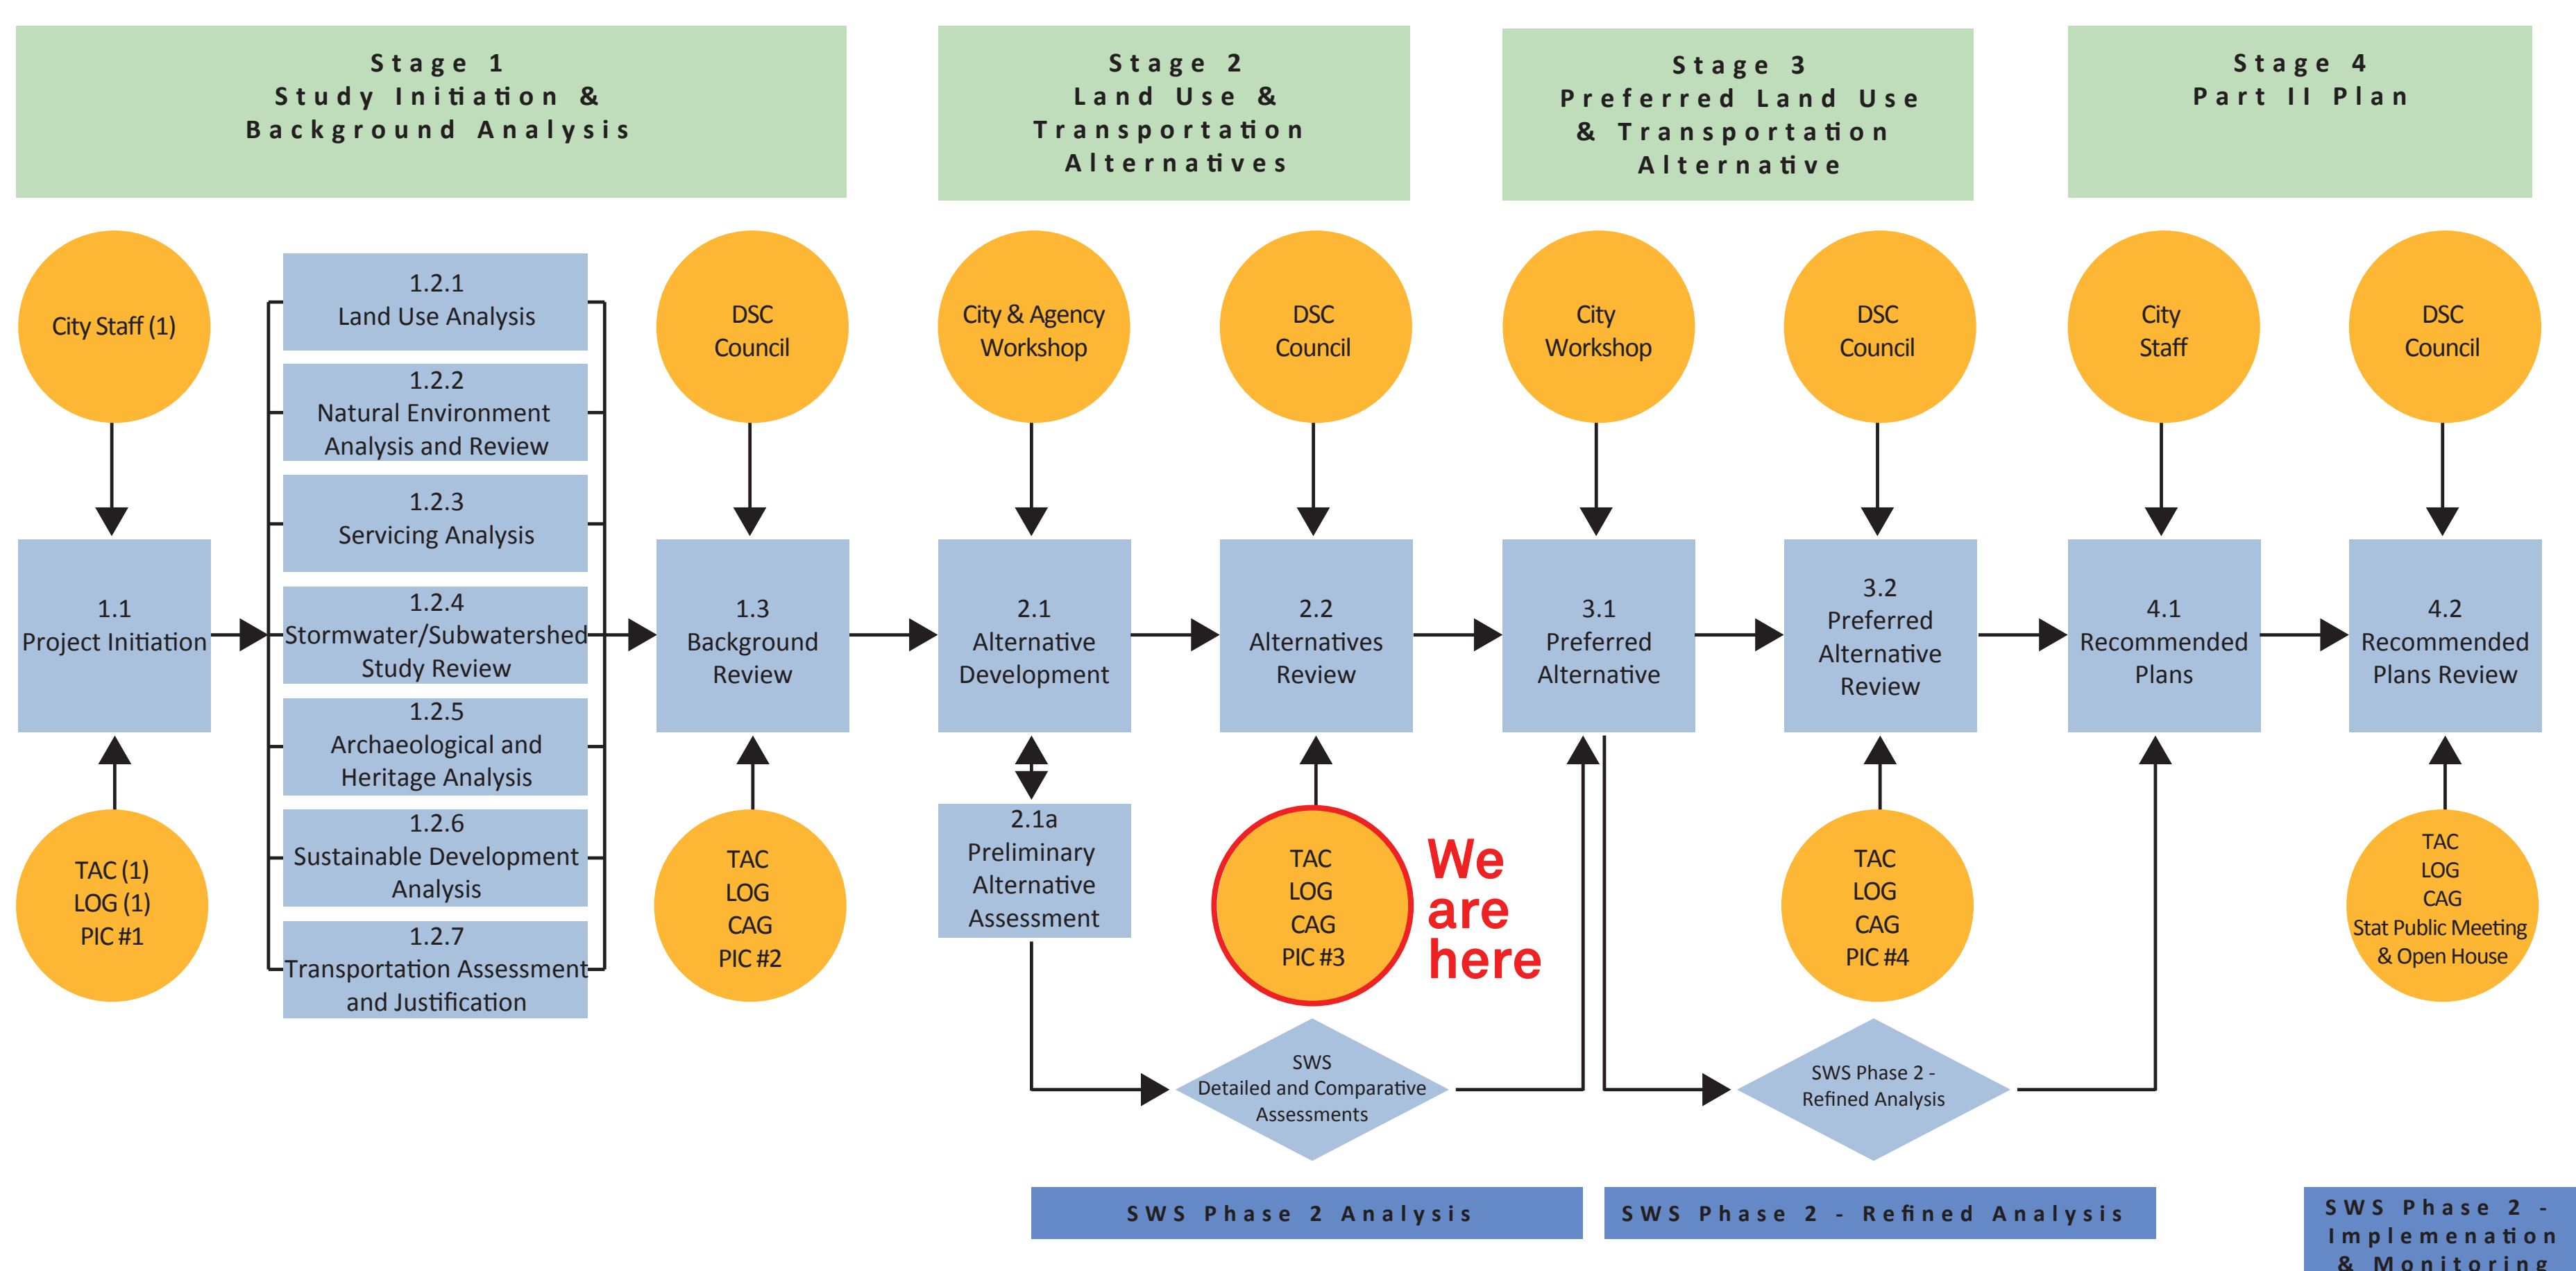 Stage 1
Study Initiation &
Background Analysis
Stage 2
Land Use &
Transportation
Alternatives
Stage 3
Preferred Land Use
& Transportation
Alternative
Stage 4
Part II Plan
City Staff (1)
1.2.1
Land Use Analysis
1.2.2
Natural Environment
Analysis and Review
1.2.3
Servicing Analysis
1.2.4
Stormwater/Subwatershed
Study Review
1.2.5
Archaeological and
Heritage Analysis
1.2.6
Sustainable Development
Analysis
1.2.7
Transportation Assessment
and Justification
DSC
Council
City & Agency
Workshop
DSC
Council
City
Workshop
DSC
Council
City
Staff
DSC
Council
1.1
Project Initiation
1.3
Background
Review
2.1
Alternative
Development
2.2
Alternatives
Review
3.1
Preferred
Alternative
3.2
Preferred
Alternative
Review
4.1
Recommended
Plans
4.2
Recommended
Plans Review
TAC (1)
LOG (1)
PIC #1
TAC
LOG
CAG
PIC #2
2.1a
Preliminary
Alternative
Assessment
TAC
LOG
CAG
PIC #3
We
are
here
TAC
LOG
CAG
PIC #4
TAC
LOG
CAG
Stat Public Meeting
& Open House
SWS
Detailed and Comparative
Assessments
SWS Phase 2 -
Refined Analysis
SWS Phase 2 Analysis
SWS Phase 2 - Refined Analysis
SWS Phase 2 -
Implemenation
& Monitoring